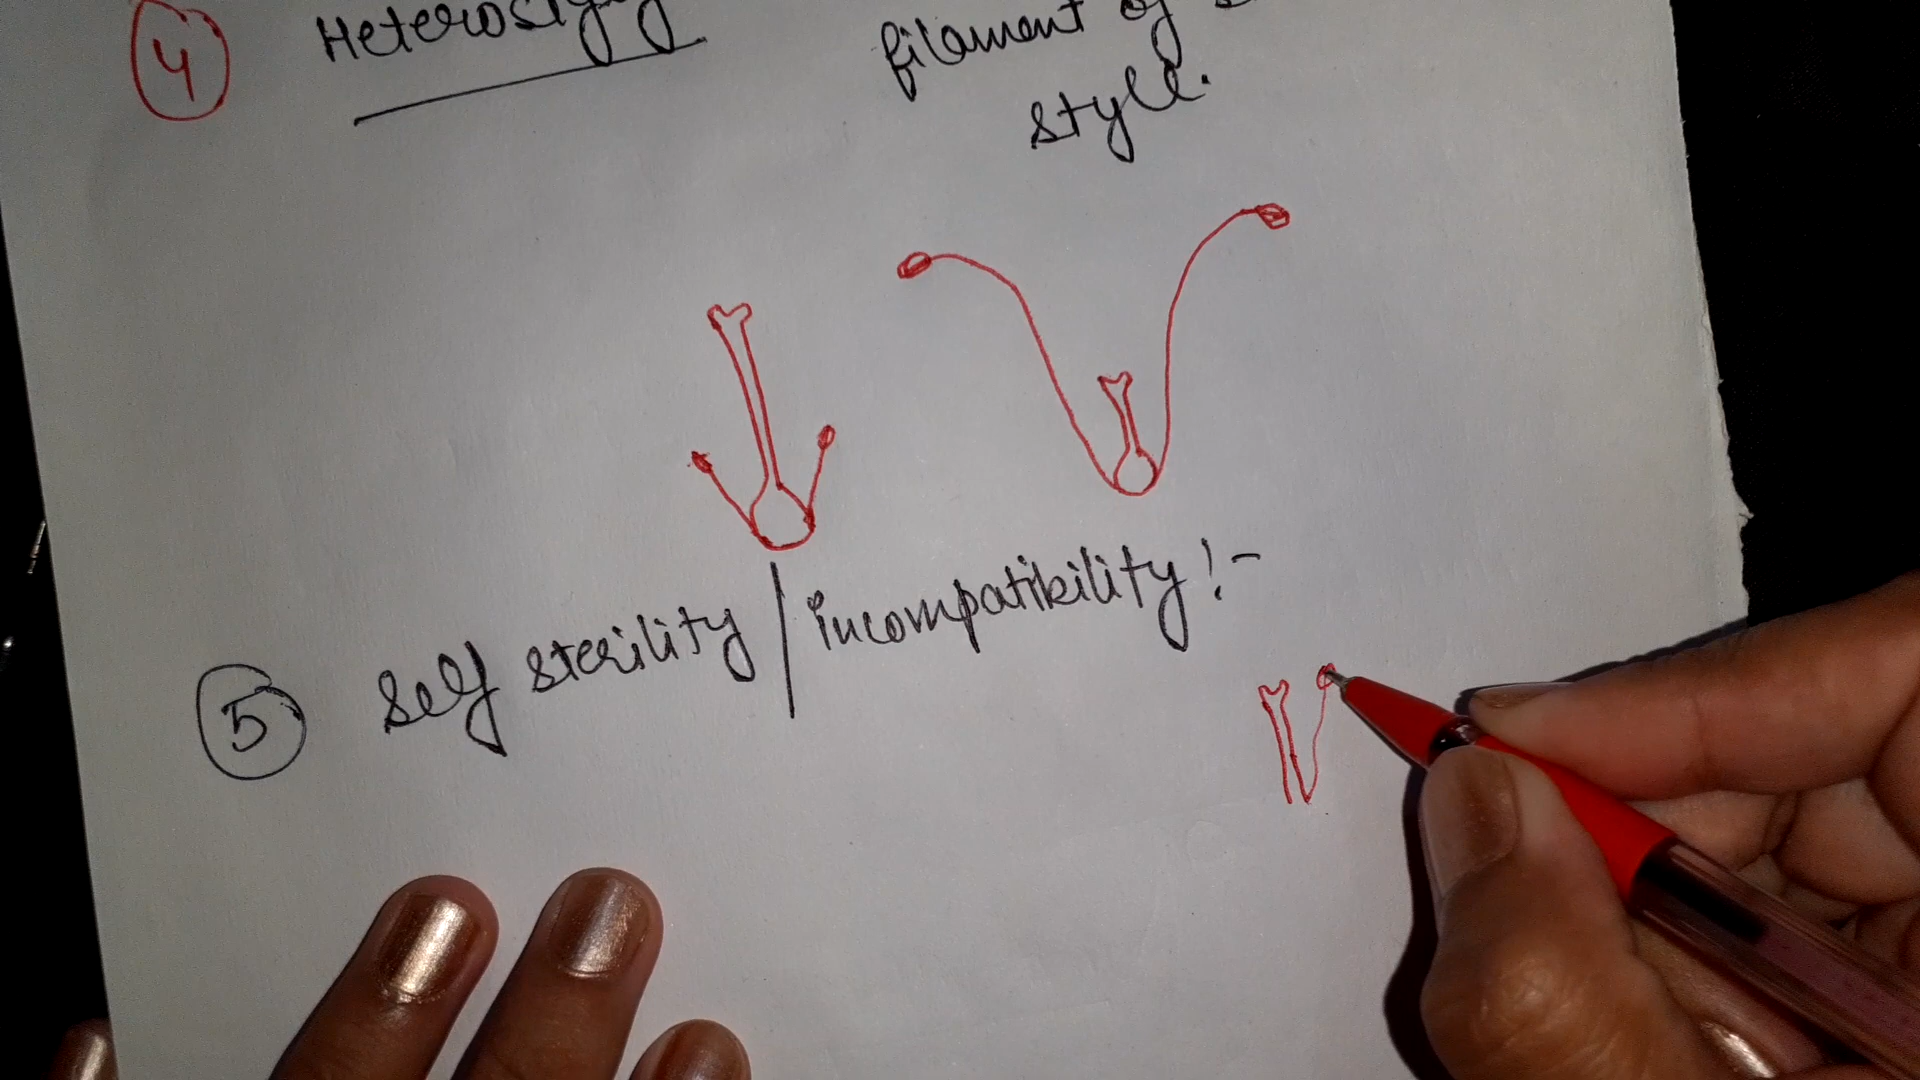 4 Heterostyly
filament of
style.
5 Self sterility / incompatibility :-